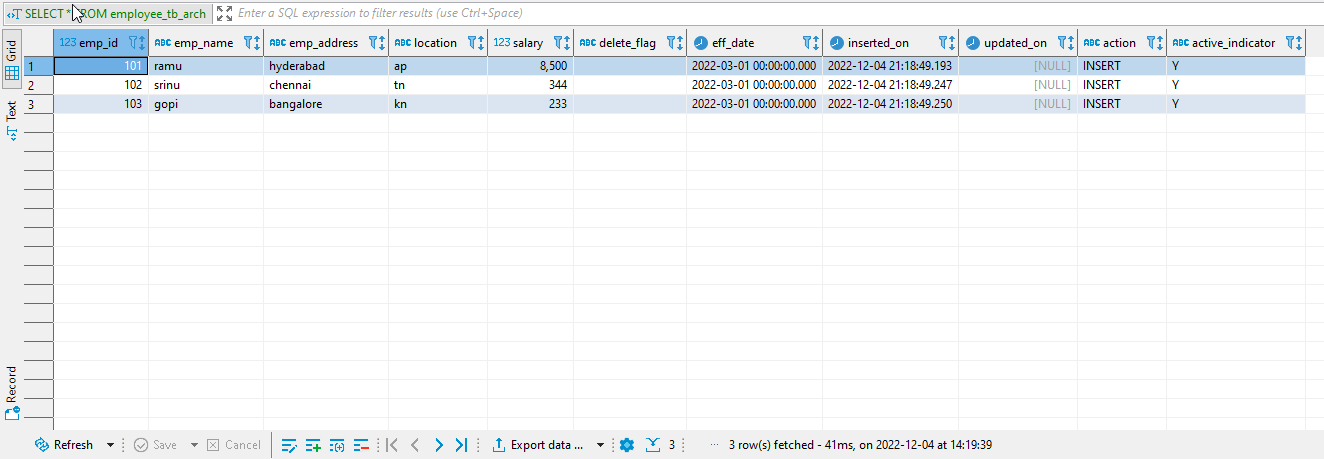 SELECT * FROM employee_tb_arch Enter a SQL expression to filter results (use Ctrl+Space)
Grid
Text
Record
123 emp_id ABC emp_name ABC emp_address ABC location 123 salary ABC delete_flag eff_date inserted_on updated_on ABC action ABC active_indicator
1 101 ramu hyderabad ap 8,500 2022-03-01 00:00:00.000 2022-12-04 21:18:49.193 [NULL] INSERT Y
2 102 srinu chennai tn 344 2022-03-01 00:00:00.000 2022-12-04 21:18:49.247 [NULL] INSERT Y
3 103 gopi bangalore kn 233 2022-03-01 00:00:00.000 2022-12-04 21:18:49.250 [NULL] INSERT Y
Refresh Save Cancel Export data ... 3 ... 3 row(s) fetched - 41ms, on 2022-12-04 at 14:19:39